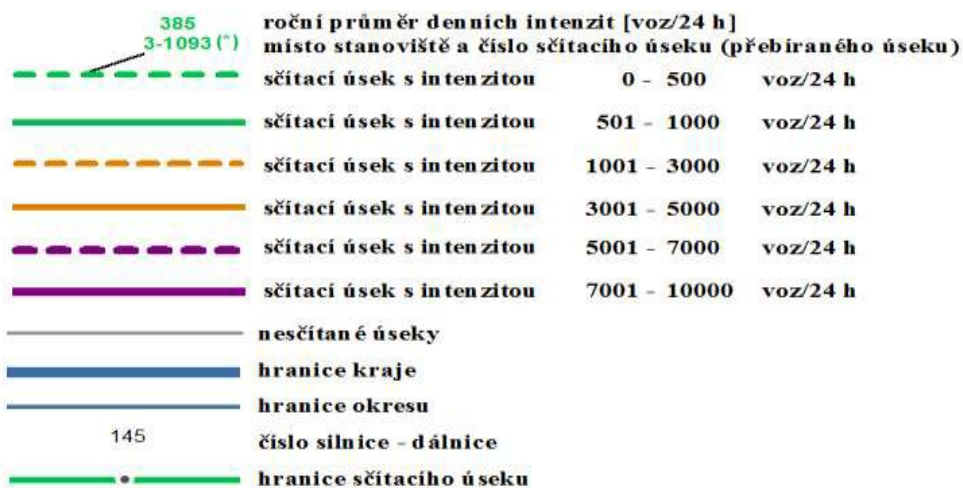 385
3-1093 (*)
roční průměr denních intenzit [voz/24 h]
místo stanoviště a číslo sčítacího úseku (přebíraného úseku)
sčítací úsek s intenzitou 0 - 500 voz/24 h
sčítací úsek s intenzitou 501 - 1000 voz/24 h
sčítací úsek s intenzitou 1001 - 3000 voz/24 h
sčítací úsek s intenzitou 3001 - 5000 voz/24 h
sčítací úsek s intenzitou 5001 - 7000 voz/24 h
sčítací úsek s intenzitou 7001 - 10000 voz/24 h
nesčítané úseky
hranice kraje
hranice okresu
145 číslo silnice - dálnice
hranice sčítacího úseku